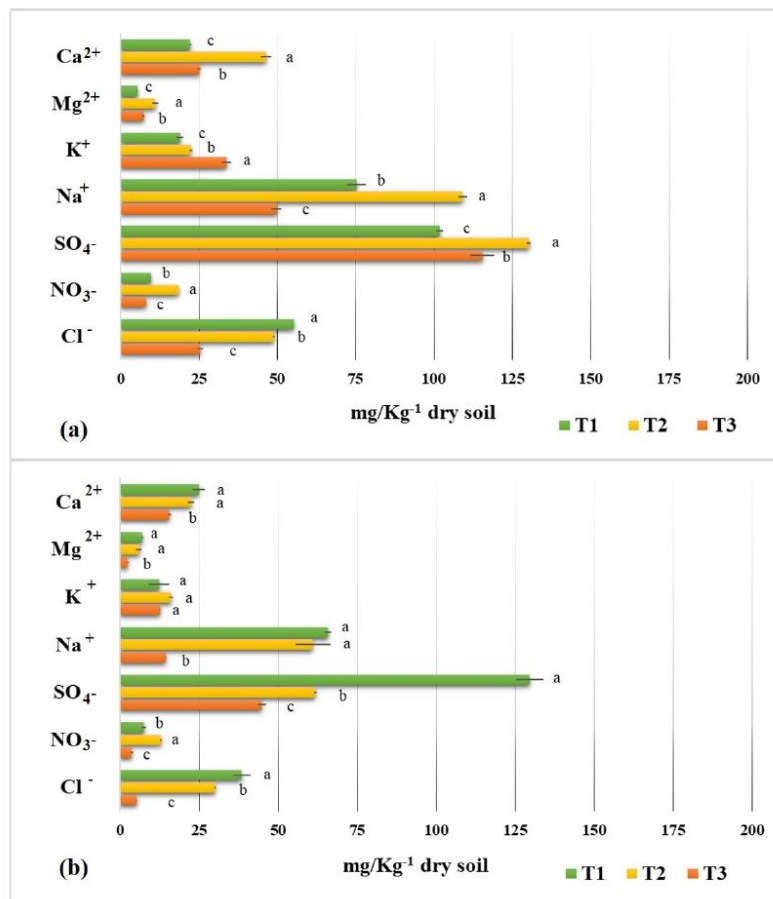 Ca²⁺ c
a
b
Mg²⁺ c
a
b
K⁺ c
b
a
Na⁺ b
a
c
SO₄- c
a
b
NO₃- b
a
c
Cl⁻ a
b
c
0 25 50 75 100 125 150 175 200
(a) mg/Kg⁻¹ dry soil
T1 T2 T3
Ca²⁺ a
a
b
Mg²⁺ a
a
b
K⁺ a
a
a
Na⁺ a
a
b
SO₄- a
b
c
NO₃- b
a
c
Cl⁻ a
b
c
0 25 50 75 100 125 150 175 200
(b) mg/Kg⁻¹ dry soil
T1 T2 T3